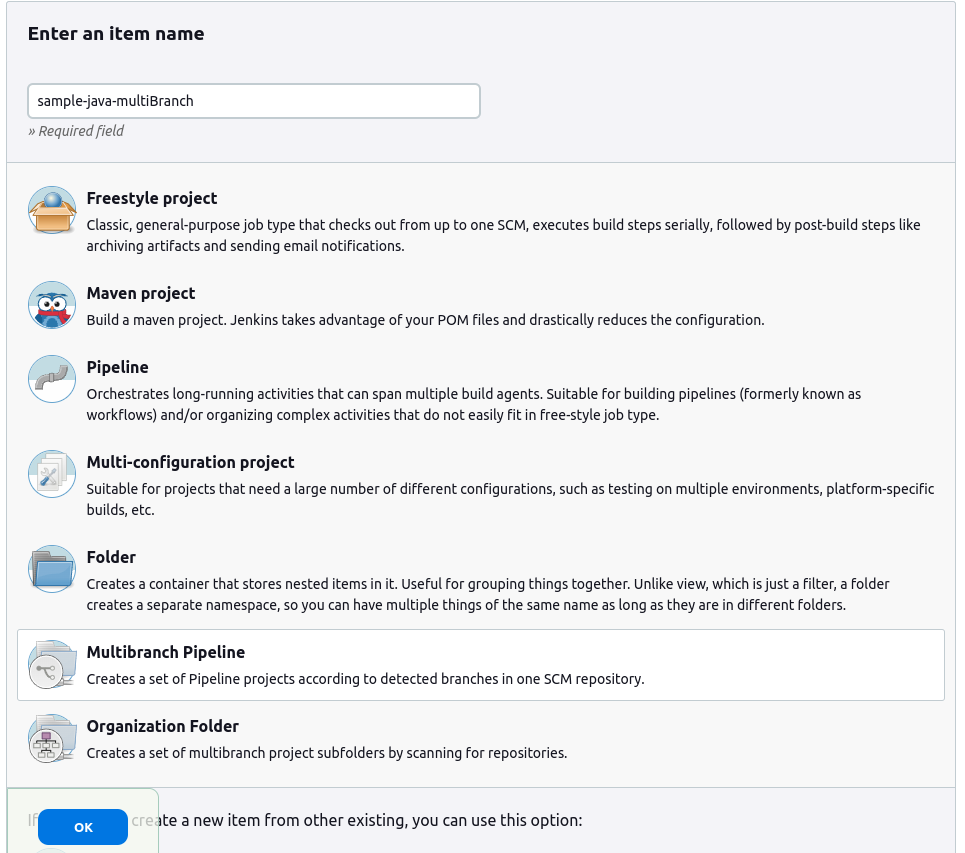 Enter an item name
sample-java-multiBranch
» Required field
Freestyle project
Classic, general-purpose job type that checks out from up to one SCM, executes build steps serially, followed by post-build steps like
archiving artifacts and sending email notifications.
Maven project
Build a maven project. Jenkins takes advantage of your POM files and drastically reduces the configuration.
Pipeline
Orchestrates long-running activities that can span multiple build agents. Suitable for building pipelines (formerly known as
workflows) and/or organizing complex activities that do not easily fit in free-style job type.
Multi-configuration project
Suitable for projects that need a large number of different configurations, such as testing on multiple environments, platform-specific
builds, etc.
Folder
Creates a container that stores nested items in it. Useful for grouping things together. Unlike view, which is just a filter, a folder
creates a separate namespace, so you can have multiple things of the same name as long as they are in different folders.
Multibranch Pipeline
Creates a set of Pipeline projects according to detected branches in one SCM repository.
Organization Folder
Creates a set of multibranch project subfolders by scanning for repositories.
If create a new item from other existing, you can use this option:
OK